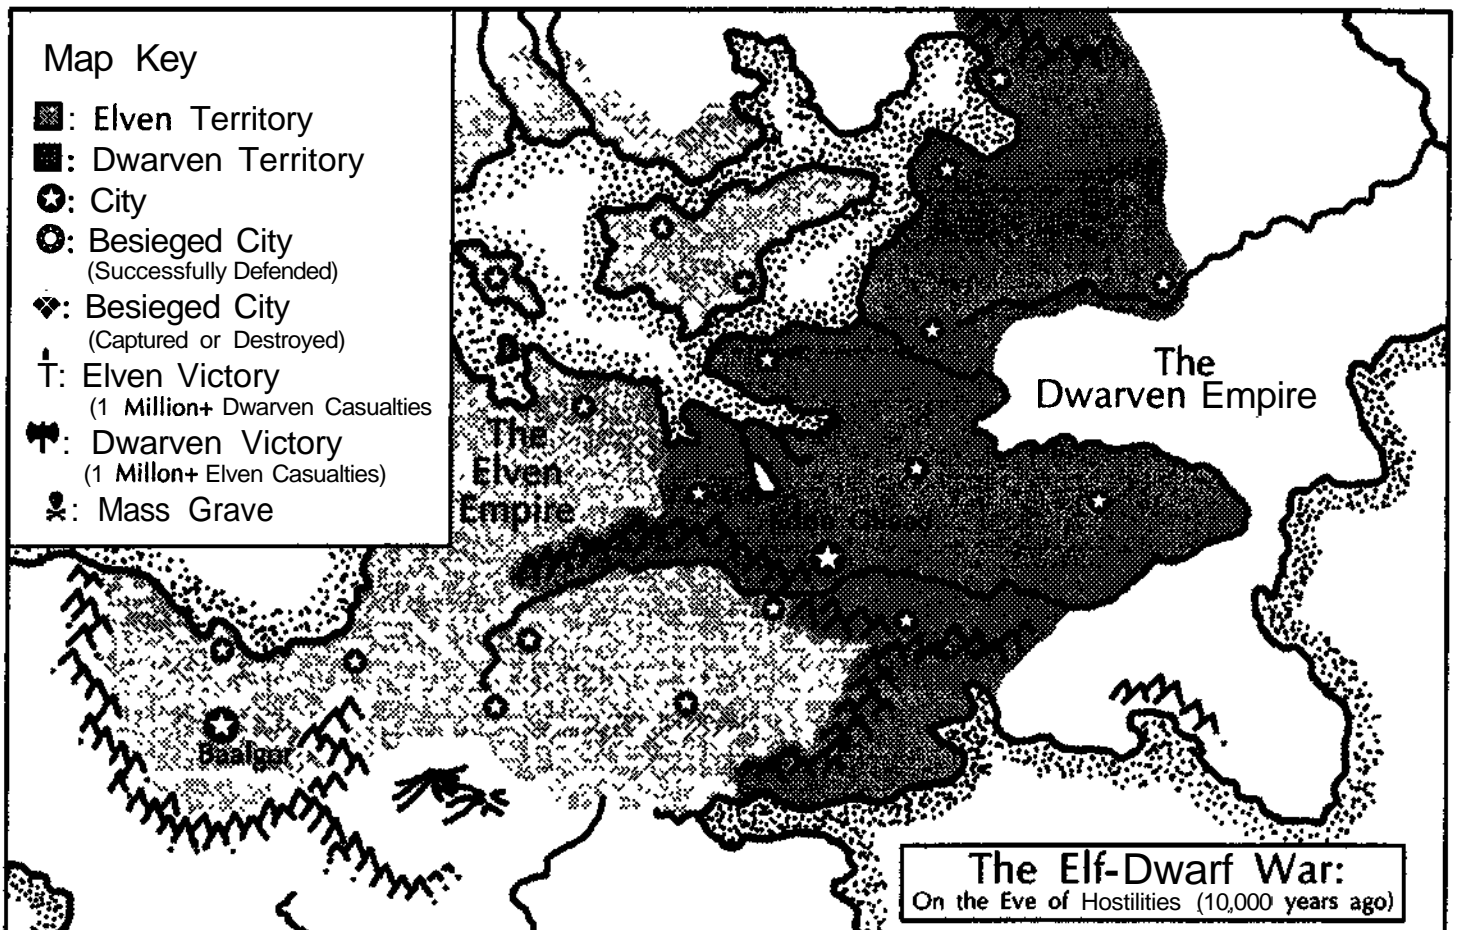 Map Key
: Elven Territory
: Dwarven Territory
: City
: Besieged City
(Successfully Defended)
: Besieged City
(Captured or Destroyed)
: Elven Victory
(1 Million+ Dwarven Casualties
: Dwarven Victory
(1 Millon+ Elven Casualties)
: Mass Grave
The
Dwarven Empire
The
Elven
Empire
Baalgor
The Elf-Dwarf War:
On the Eve of Hostilities (10,000 years ago)